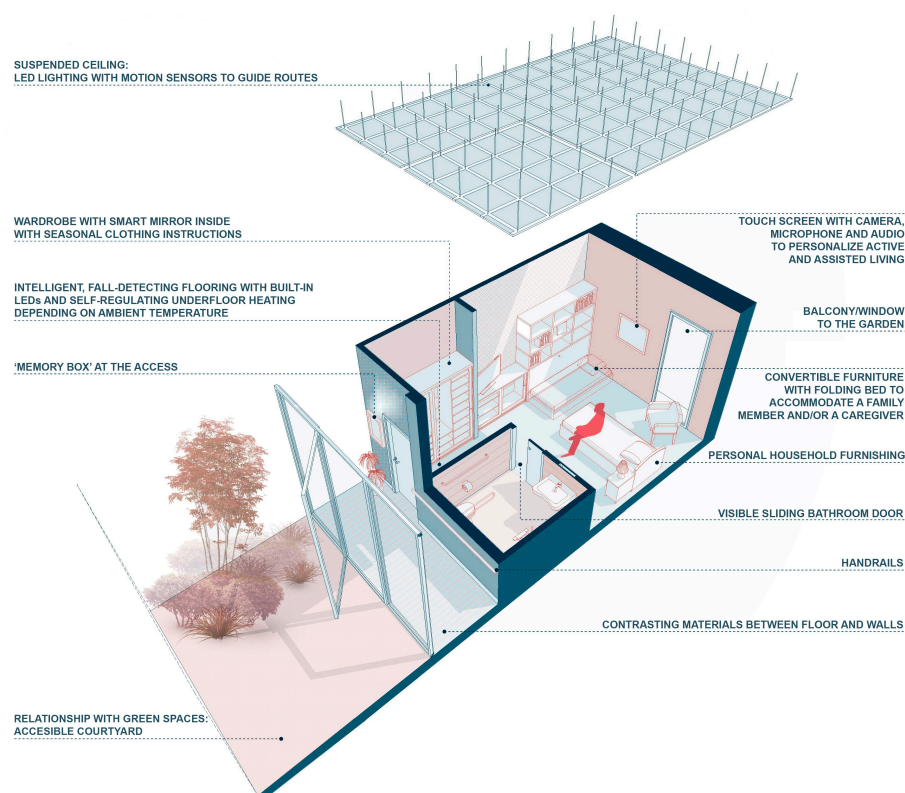 SUSPENDED CEILING:
LED LIGHTING WITH MOTION SENSORS TO GUIDE ROUTES
WARDROBE WITH SMART MIRROR INSIDE
WITH SEASONAL CLOTHING INSTRUCTIONS
INTELLIGENT, FALL-DETECTING FLOORING WITH BUILT-IN
LEDs AND SELF-REGULATING UNDERFLOOR HEATING
DEPENDING ON AMBIENT TEMPERATURE
‘MEMORY BOX’ AT THE ACCESS
RELATIONSHIP WITH GREEN SPACES:
ACCESIBLE COURTYARD
TOUCH SCREEN WITH CAMERA,
MICROPHONE AND AUDIO
TO PERSONALIZE ACTIVE
AND ASSISTED LIVING
BALCONY/WINDOW
TO THE GARDEN
CONVERTIBLE FURNITURE
WITH FOLDING BED TO
ACCOMMODATE A FAMILY
MEMBER AND/OR A CAREGIVER
PERSONAL HOUSEHOLD FURNISHING
VISIBLE SLIDING BATHROOM DOOR
HANDRAILS
CONTRASTING MATERIALS BETWEEN FLOOR AND WALLS